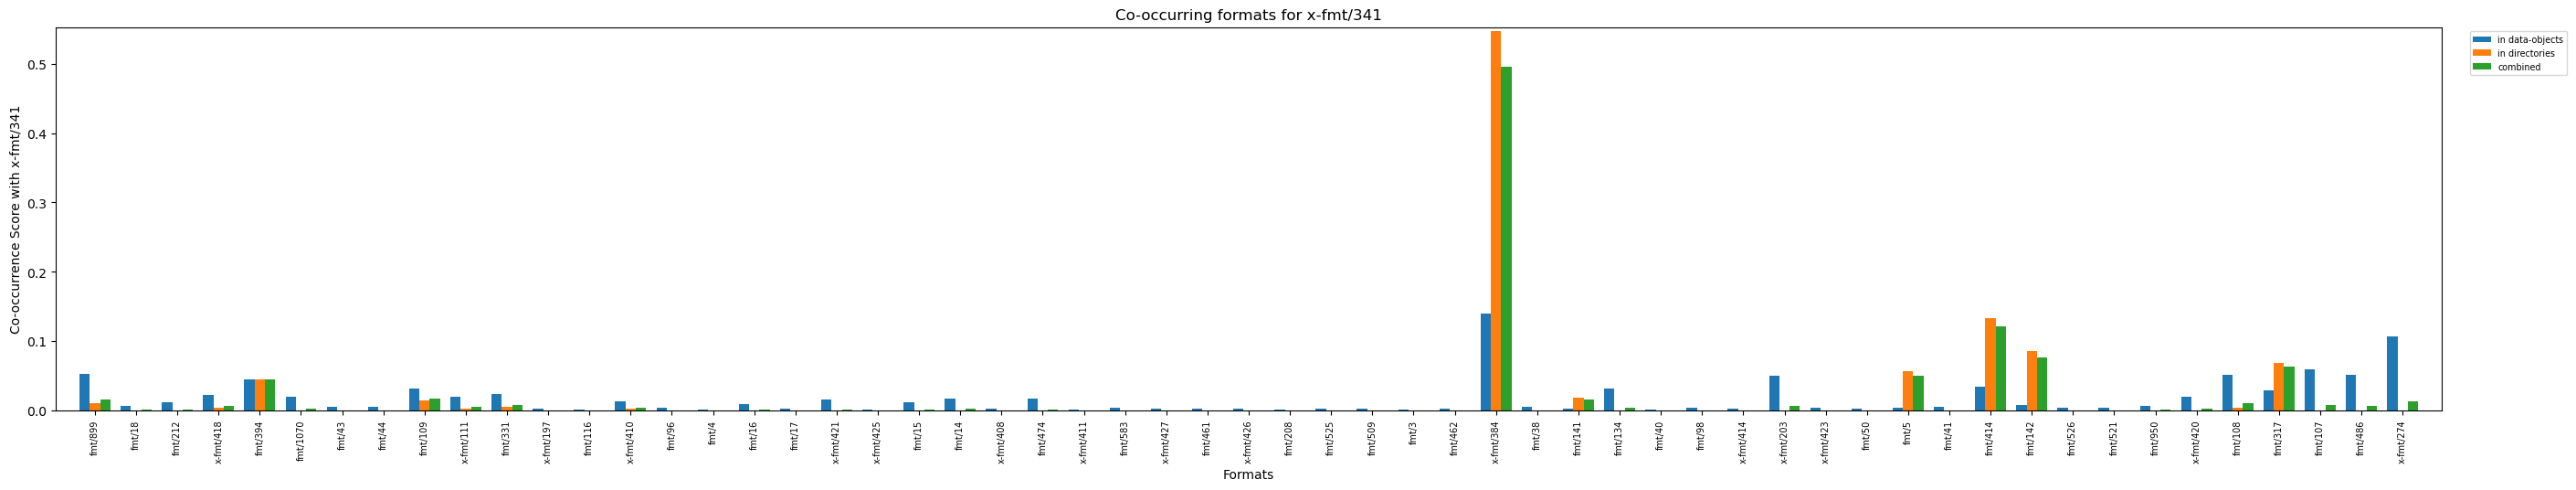 Co-occurring formats for x-fmt/341
in data-objects
in directories
combined
Co-occurrence Score with x-fmt/341
0.5
0.4
0.3
0.2
0.1
0.0
fmt/899
fmt/18
fmt/212
x-fmt/418
fmt/394
fmt/1070
fmt/43
fmt/44
fmt/109
x-fmt/111
fmt/331
x-fmt/197
fmt/116
x-fmt/410
fmt/96
fmt/4
fmt/16
fmt/17
x-fmt/421
x-fmt/425
fmt/15
fmt/14
x-fmt/408
fmt/474
x-fmt/411
fmt/583
x-fmt/427
fmt/461
x-fmt/426
fmt/208
fmt/525
fmt/509
fmt/3
fmt/462
x-fmt/384
fmt/38
fmt/141
fmt/134
fmt/40
fmt/98
x-fmt/414
x-fmt/203
x-fmt/423
fmt/50
fmt/5
fmt/41
fmt/414
fmt/142
fmt/526
fmt/521
fmt/950
x-fmt/420
fmt/108
fmt/317
fmt/107
fmt/486
x-fmt/274
Formats